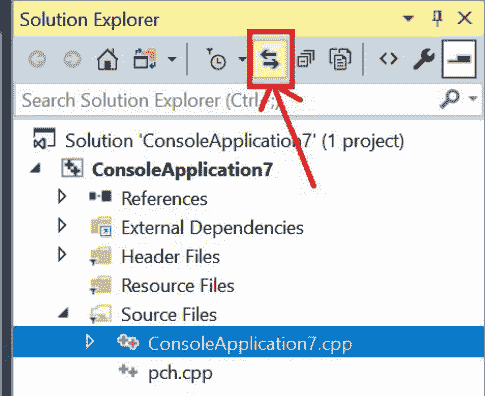 Solution Explorer
Search Solution Explorer (Ctrl+;)
Solution 'ConsoleApplication7' (1 project)
ConsoleApplication7
References
External Dependencies
Header Files
Resource Files
Source Files
ConsoleApplication7.cpp
pch.cpp